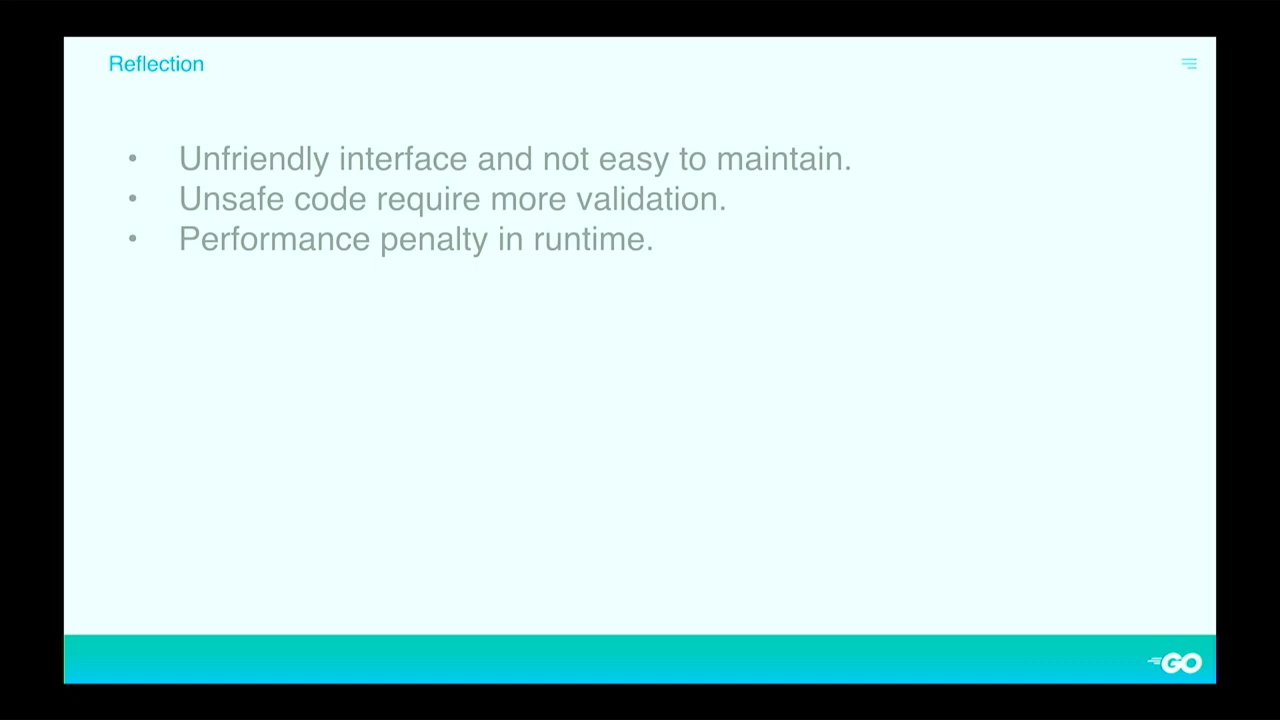 Reflection
• Unfriendly interface and not easy to maintain.
• Unsafe code require more validation.
• Performance penalty in runtime.
GO